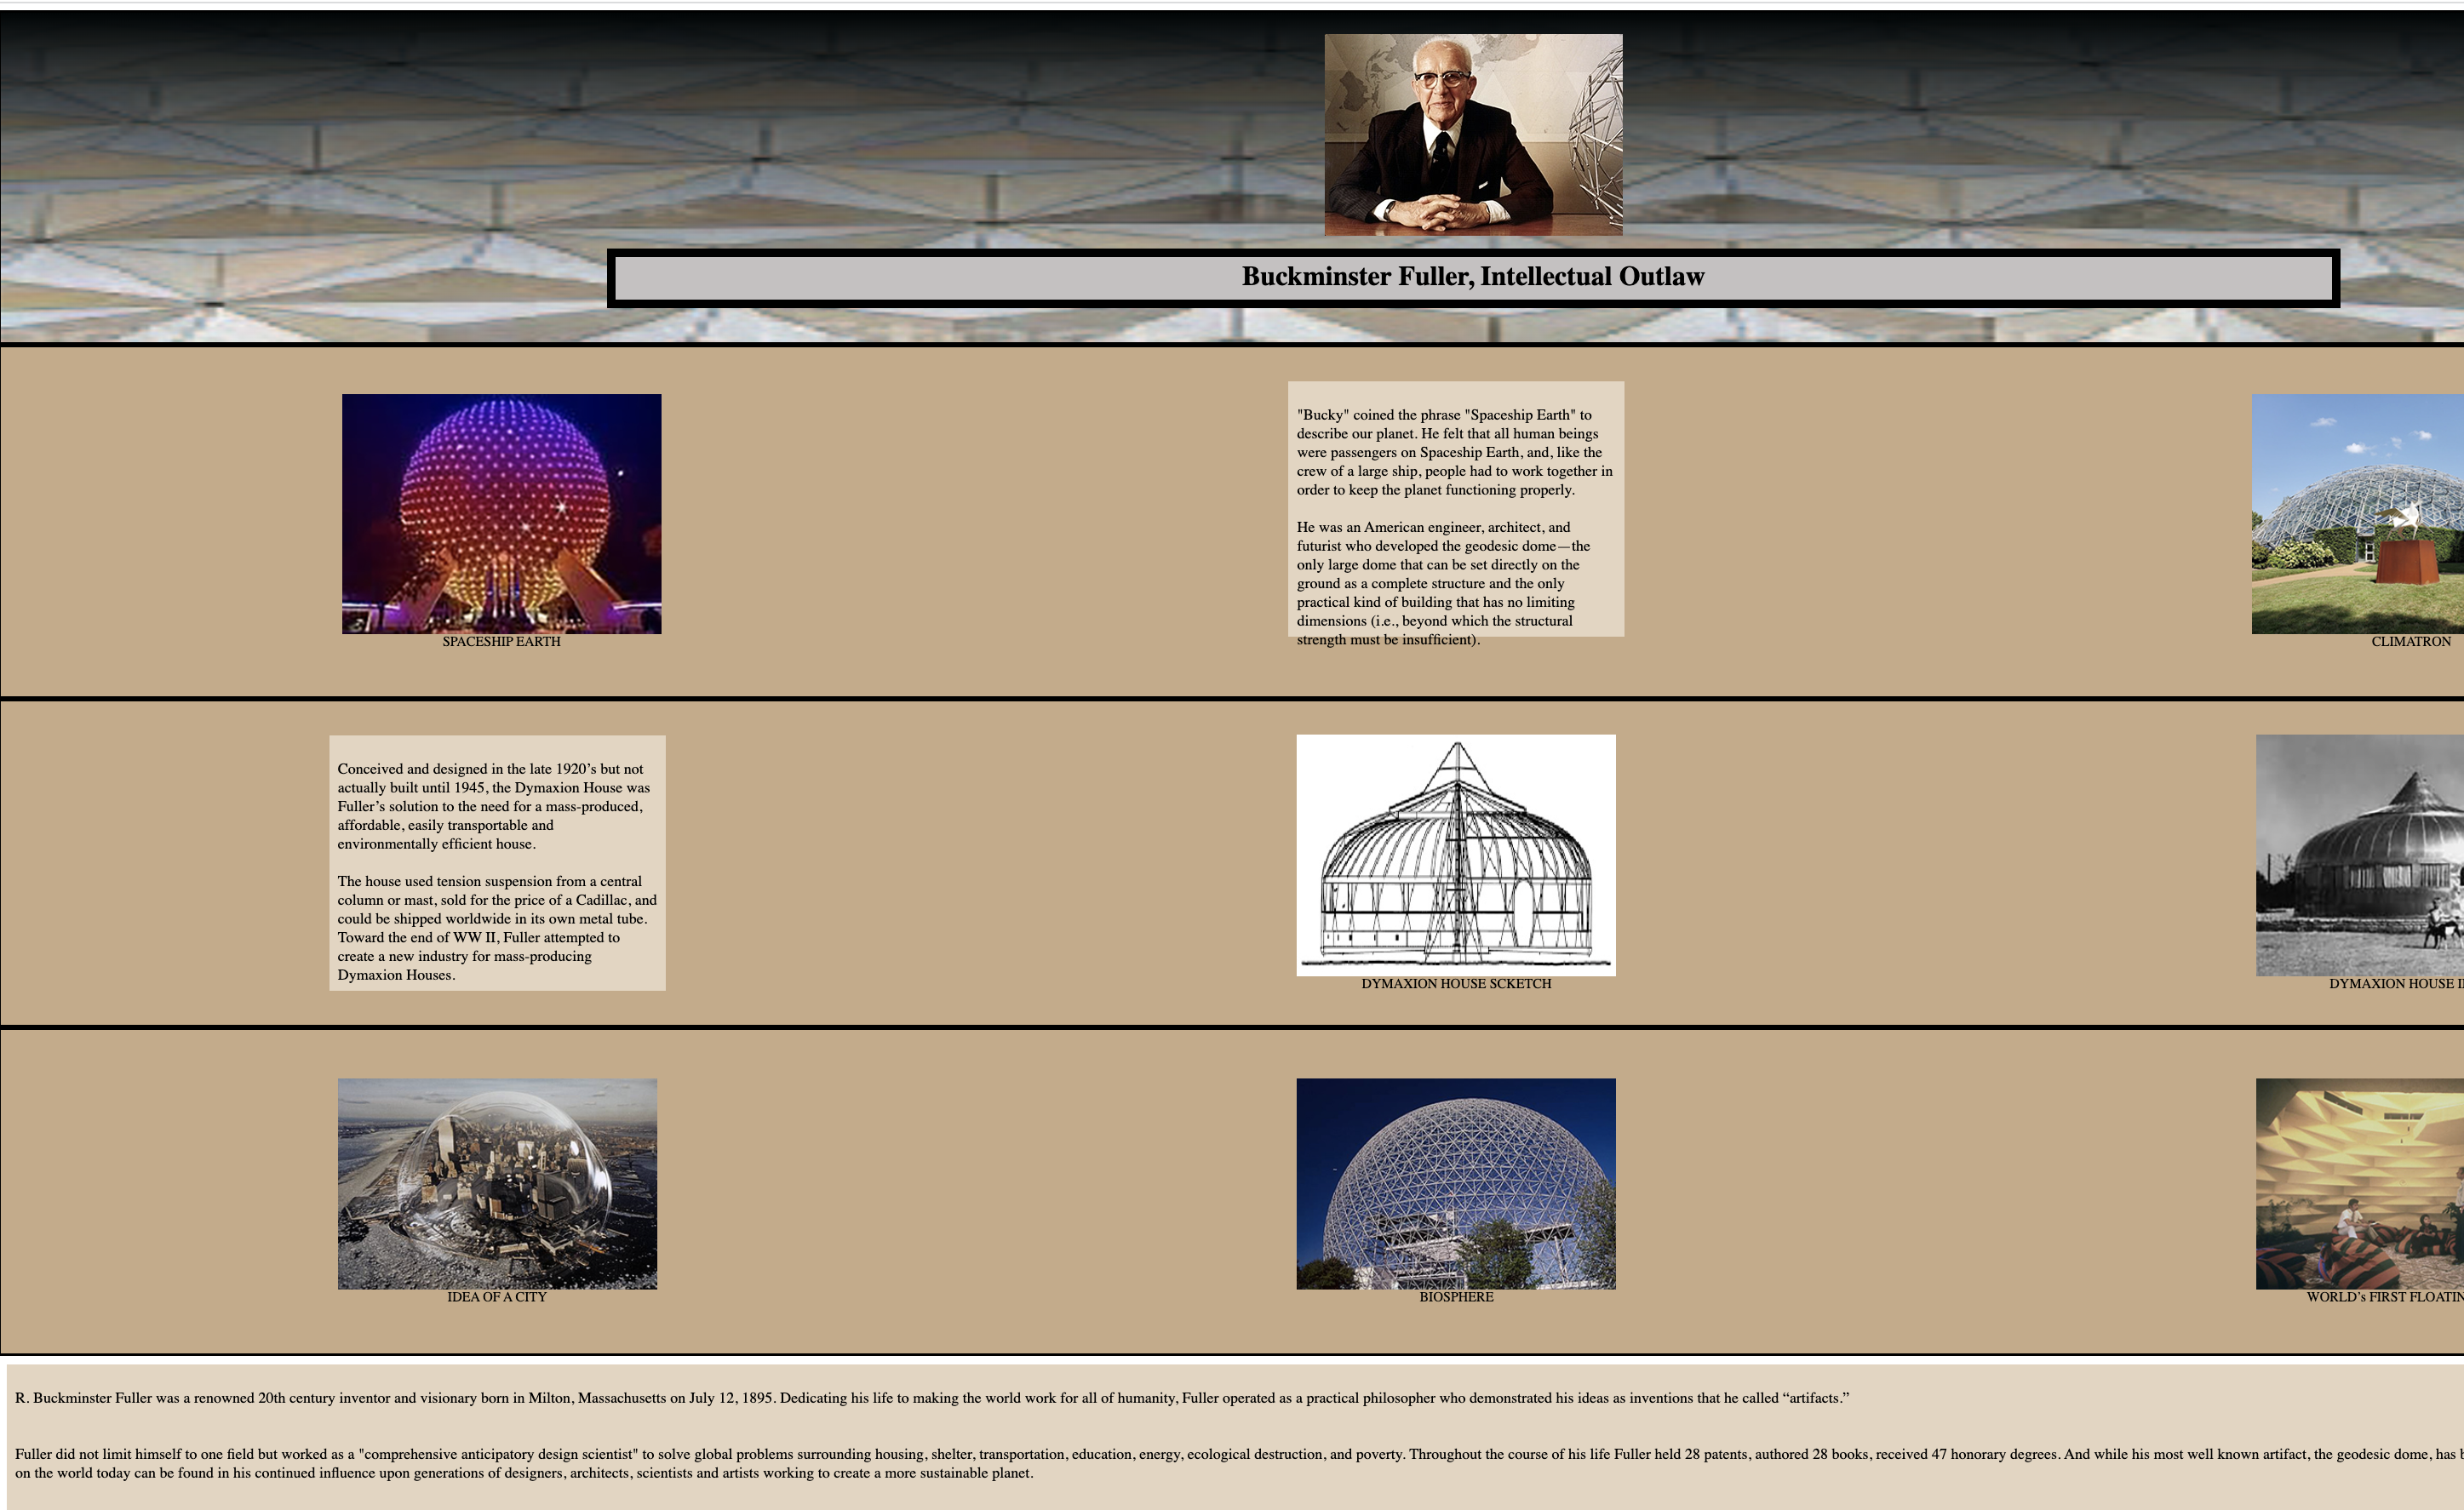 Buckminster Fuller, Intellectual Outlaw
"Bucky" coined the phrase "Spaceship Earth" to
describe our planet. He felt that all human beings
were passengers on Spaceship Earth, and, like the
crew of a large ship, people had to work together in
order to keep the planet functioning properly.
He was an American engineer, architect, and
futurist who developed the geodesic dome—the
only large dome that can be set directly on the
ground as a complete structure and the only
practical kind of building that has no limiting
dimensions (i.e., beyond which the structural
strength must be insufficient).
SPACESHIP EARTH
CLIMATRON
Conceived and designed in the late 1920’s but not
actually built until 1945, the Dymaxion House was
Fuller’s solution to the need for a mass-produced,
affordable, easily transportable and
environmentally efficient house.
The house used tension suspension from a central
column or mast, sold for the price of a Cadillac, and
could be shipped worldwide in its own metal tube.
Toward the end of WW II, Fuller attempted to
create a new industry for mass-producing
Dymaxion Houses.
DYMAXION HOUSE SCKETCH
DYMAXION HOUSE
IDEA OF A CITY
BIOSPHERE
WORLD’s FIRST
R. Buckminster Fuller was a renowned 20th century inventor and visionary born in Milton, Massachusetts on July 12, 1895. Dedicating his life to making the world work for all of humanity, Fuller operated as a practical philosopher who demonstrated his ideas as inventions that he called “artifacts.”
Fuller did not limit himself to one field but worked as a "comprehensive anticipatory design scientist" to solve global problems surrounding housing, shelter, transportation, education, energy, ecological destruction, and poverty. Throughout the course of his life Fuller held 28 patents, authored 28 books, received 47 honorary degrees. And while his most well known artifact, the geodesic dome, has
on the world today can be found in his continued influence upon generations of designers, architects, scientists and artists working to create a more sustainable planet.